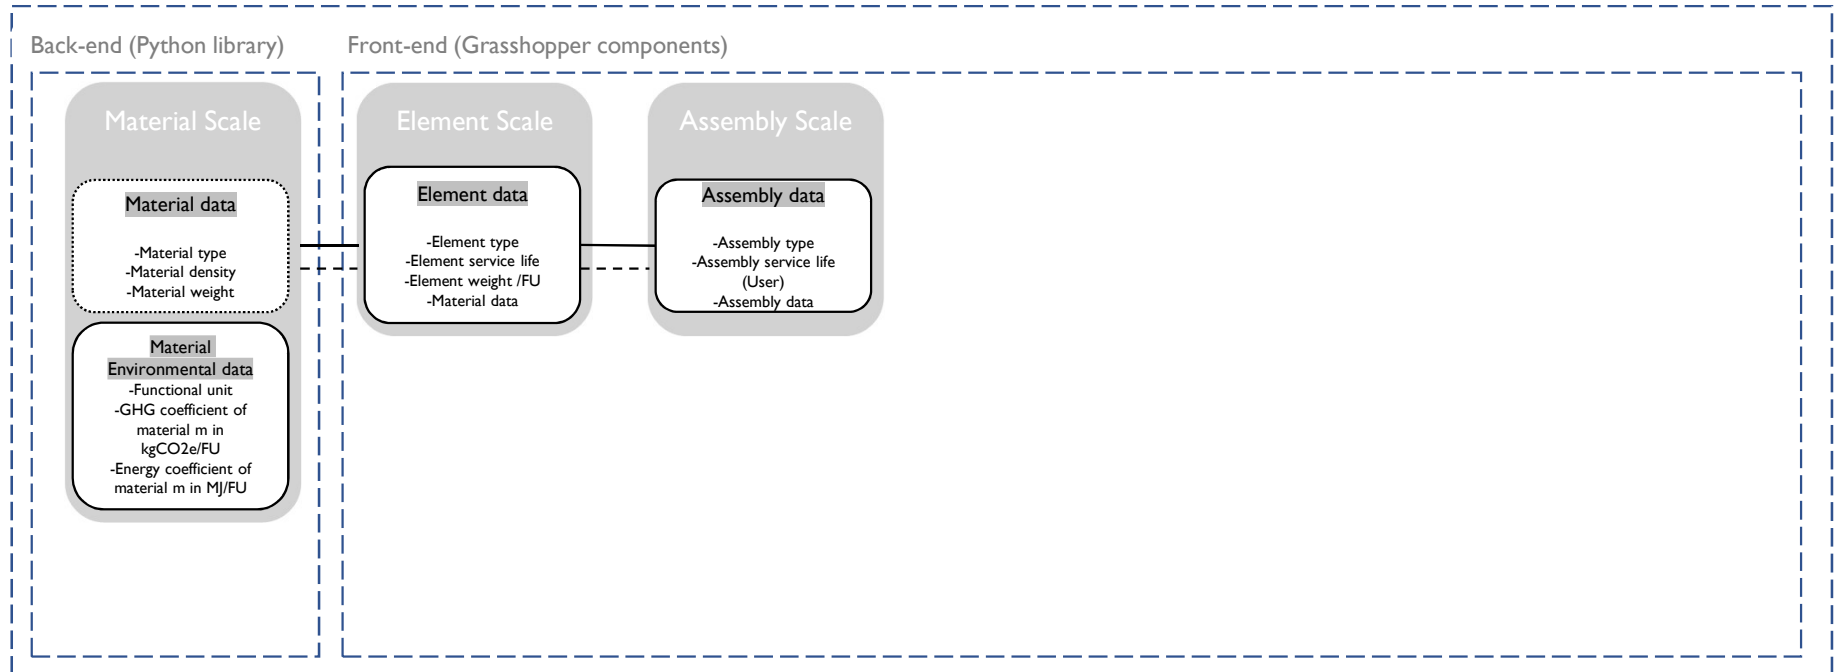 Back-end (Python library)
Front-end (Grasshopper components)
Material Scale
Material data
-Material type
-Material density
-Material weight
Material
Environmental data
-Functional unit
-GHG coefficient of
material m in
kgCO2e/FU
-Energy coefficient of
material m in MJ/FU
Element Scale
Element data
-Element type
-Element service life
-Element weight /FU
-Material data
Assembly Scale
Assembly data
-Assembly type
-Assembly service life
(User)
-Assembly data